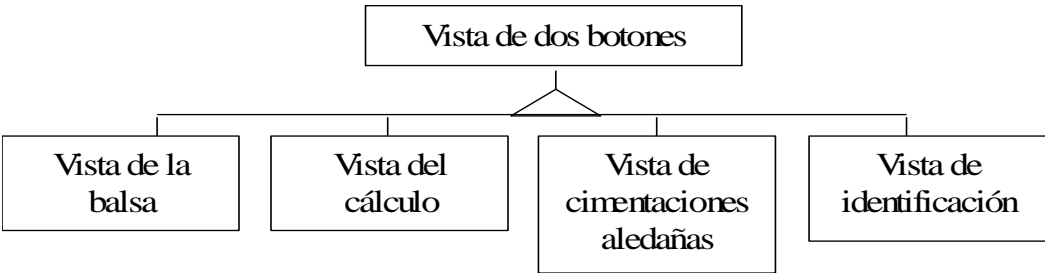 Vista de dos botones
Vista de la
balsa
Vista del
cálculo
Vista de
cimentaciones
aledañas
Vista de
identificación